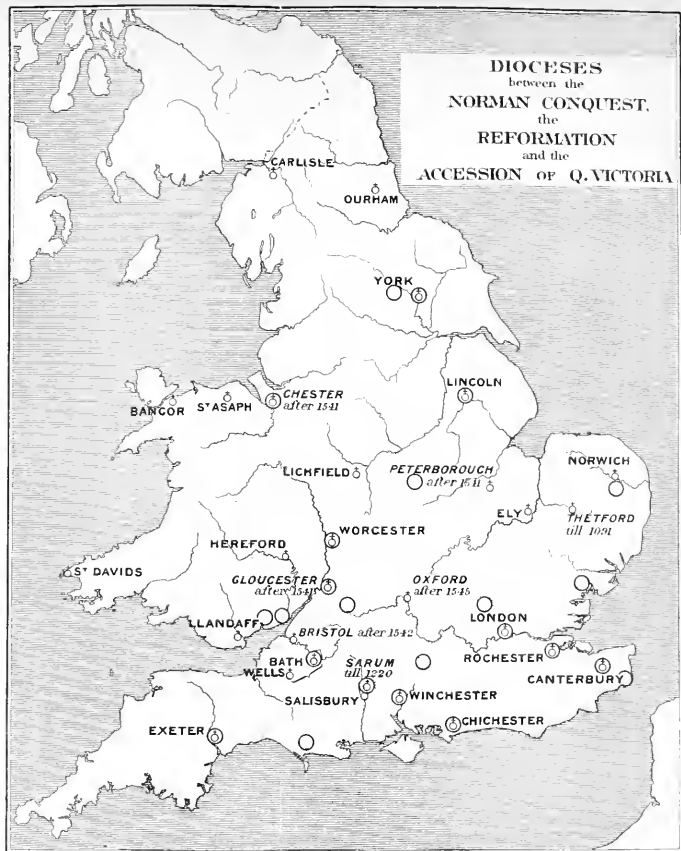 DIOCESES
between the
NORMAN CONQUEST,
the
REFORMATION
and the
ACCESSION OF Q. VICTORIA
CARLISLE
OURHAM
YORK
CHESTER
after 1541
LINCOLN
BANGOR
ST ASAPH
LICHFIELD
PETERBOROUGH
after 1541
NORWICH
ELY
THETFORD
till 1091
WORCESTER
HEREFORD
ST DAVIDS
GLOUCESTER
after 1541
OXFORD
after 1545
LLANDAFF
BRISTOL after 1542
LONDON
BATH
WELLS
SARUM
till 1220
ROCHESTER
CANTERBURY
SALISBURY
WINCHESTER
CHICHESTER
EXETER